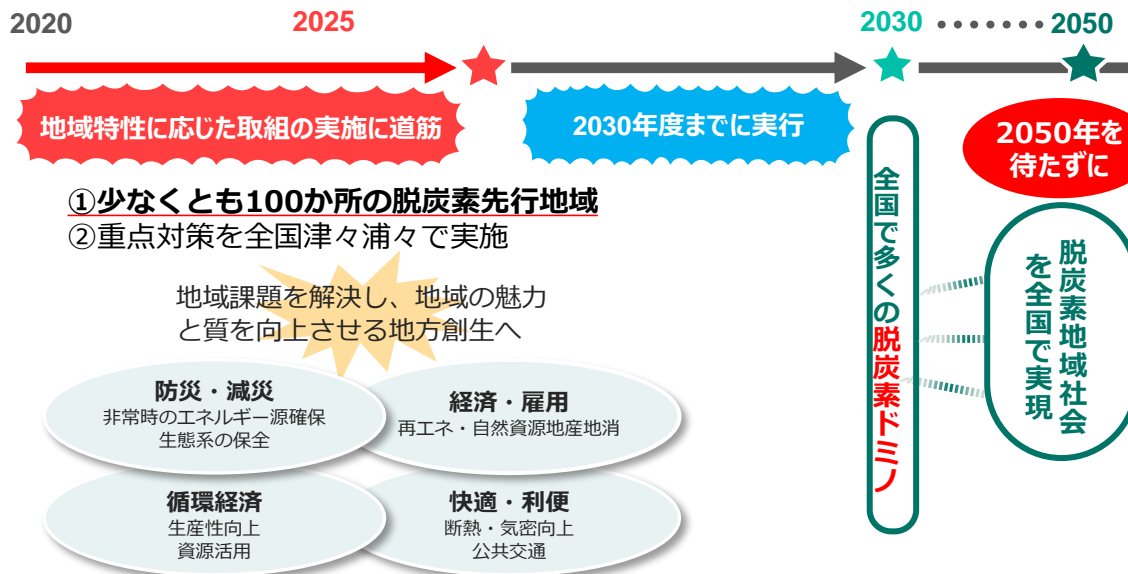 2020
2025
2030 ・・・・・・・ 2050
地域特性に応じた取組の実施に道筋
2030年度までに実行
2050年を
待たずに
①少なくとも100か所の脱炭素先行地域
②重点対策を全国津々浦々で実施
地域課題を解決し、地域の魅力
と質を向上させる地方創生へ
防災・減災
非常時のエネルギー源確保
生態系の保全
経済・雇用
再エネ・自然資源地産地消
循環経済
生産性向上
資源活用
快適・利便
断熱・気密向上
公共交通
全国で多くの脱炭素ドミノ
脱炭素地域社会
を全国で実現